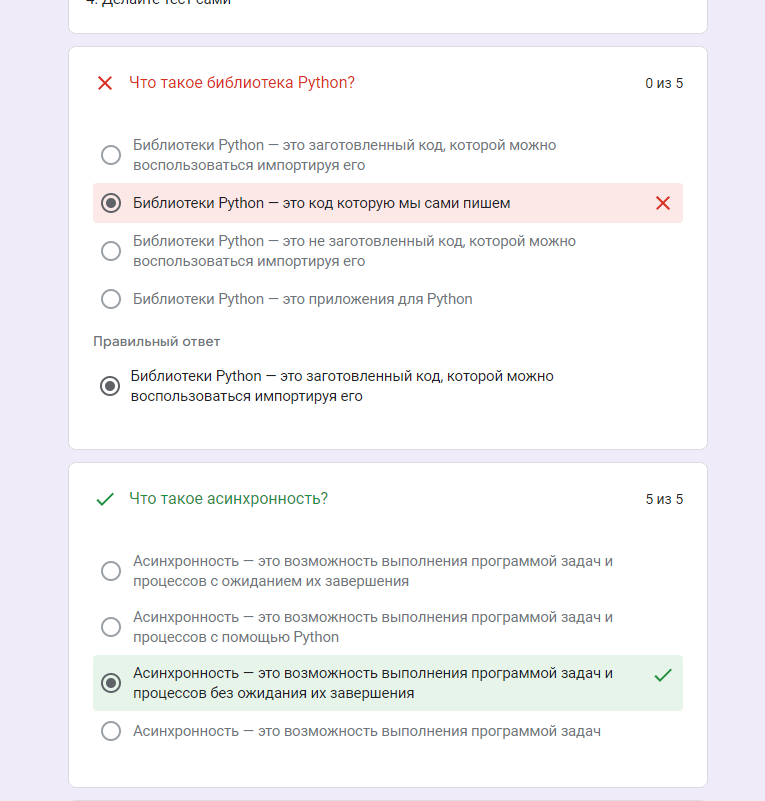 4. Делайте тест сами
Что такое библиотека Python?
0 из 5
Библиотеки Python — это заготовленный код, которой можно
воспользоваться импортируя его
Библиотеки Python — это код которую мы сами пишем
Библиотеки Python — это не заготовленный код, которой можно
воспользоваться импортируя его
Библиотеки Python — это приложения для Python
Правильный ответ
Библиотеки Python — это заготовленный код, которой можно
воспользоваться импортируя его
Что такое асинхронность?
5 из 5
Асинхронность — это возможность выполнения программой задач и
процессов с ожиданием их завершения
Асинхронность — это возможность выполнения программой задач и
процессов с помощью Python
Асинхронность — это возможность выполнения программой задач и
процессов без ожидания их завершения
Асинхронность — это возможность выполнения программой задач